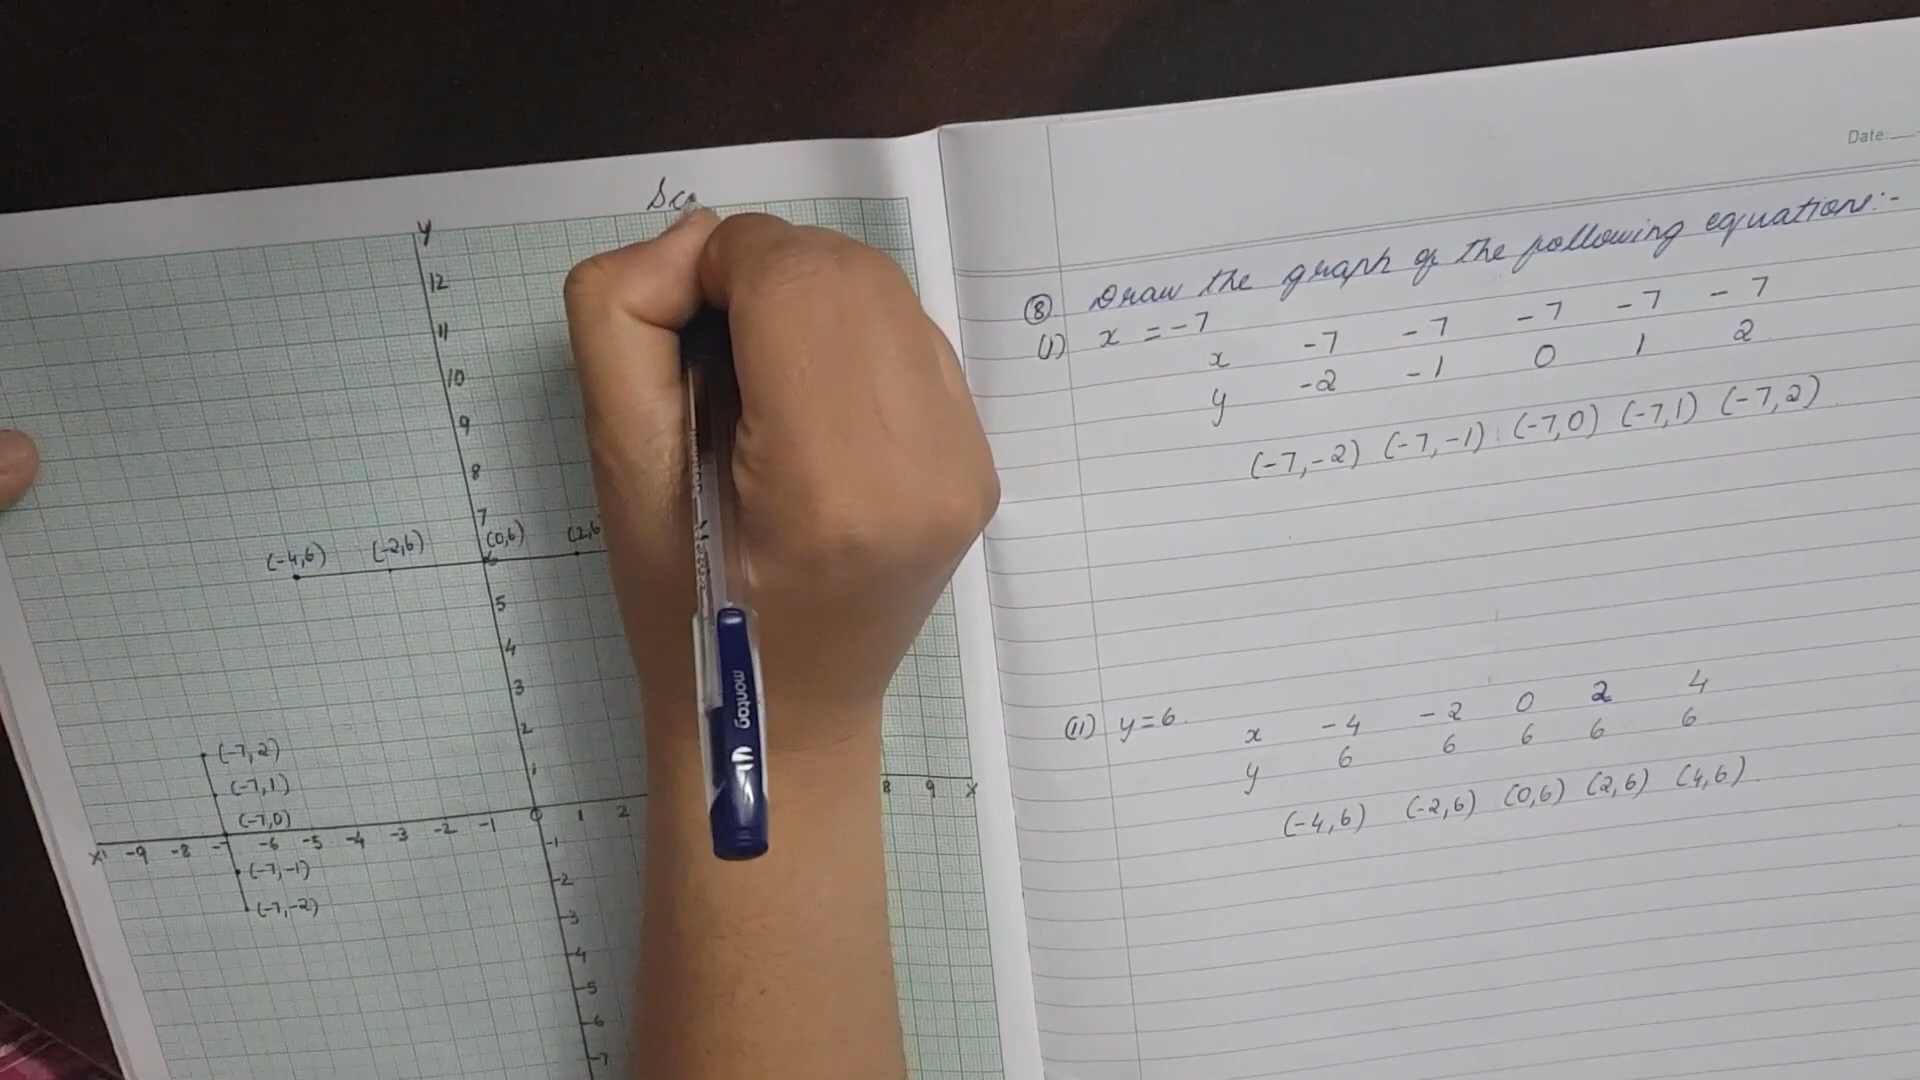 Sc
y
12
11
10
9
8
7
(-4,6) (-2,6) (0,6) (2,6
6
5
4
3
2
1
(-7,2)
(-7,1)
(-7,0)
x' -9 -8 -7 -6 -5 -4 -3 -2 -1 0 1 2 8 9 x
(-7,-1)
(-7,-2)
-1
-2
-3
-4
-5
-6
-7
montag
Date:
(8) Draw the graph of the following equations:-
(i) x = -7
x -7 -7 -7 -7 -7
y -2 -1 0 1 2
(-7,-2) (-7,-1) (-7,0) (-7,1) (-7,2)
(ii) y=6
x -4 -2 0 2 4
y 6 6 6 6 6
(-4,6) (-2,6) (0,6) (2,6) (4,6)